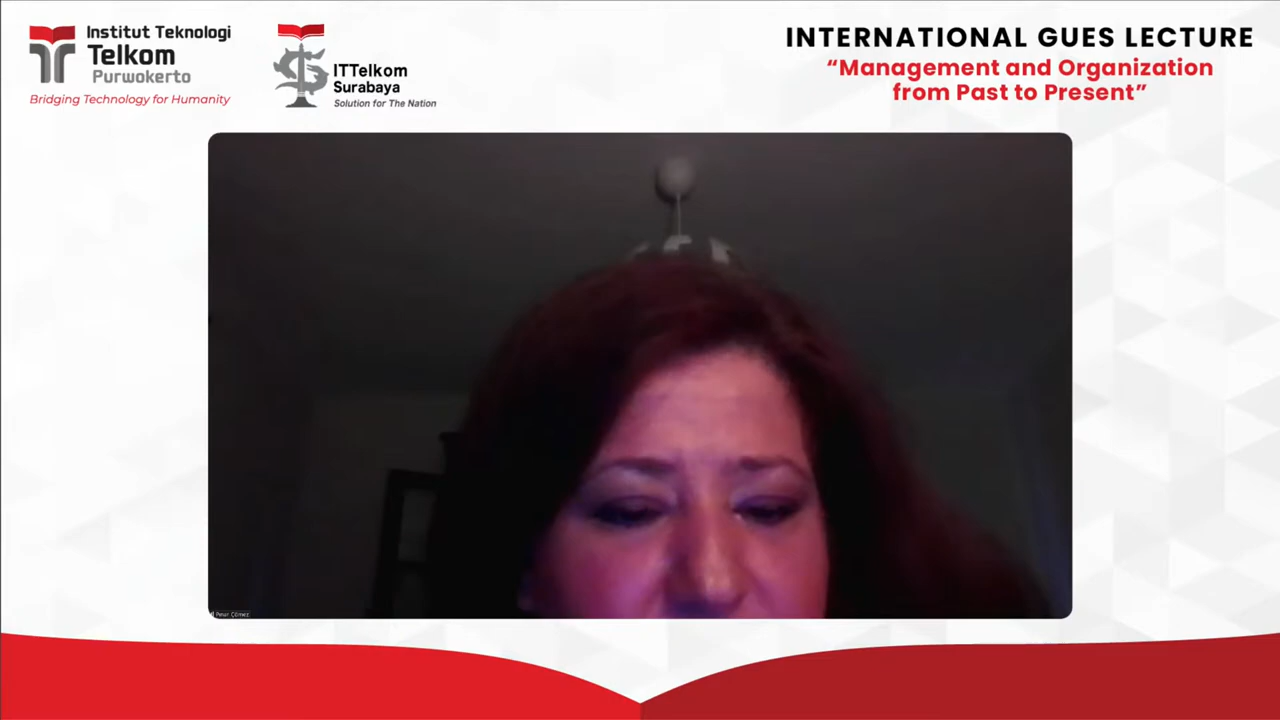 Institut Teknologi
Telkom
Purwokerto
Bridging Technology for Humanity
ITTelkom
Surabaya
Solution for The Nation
INTERNATIONAL GUES LECTURE
“Management and Organization
from Past to Present”